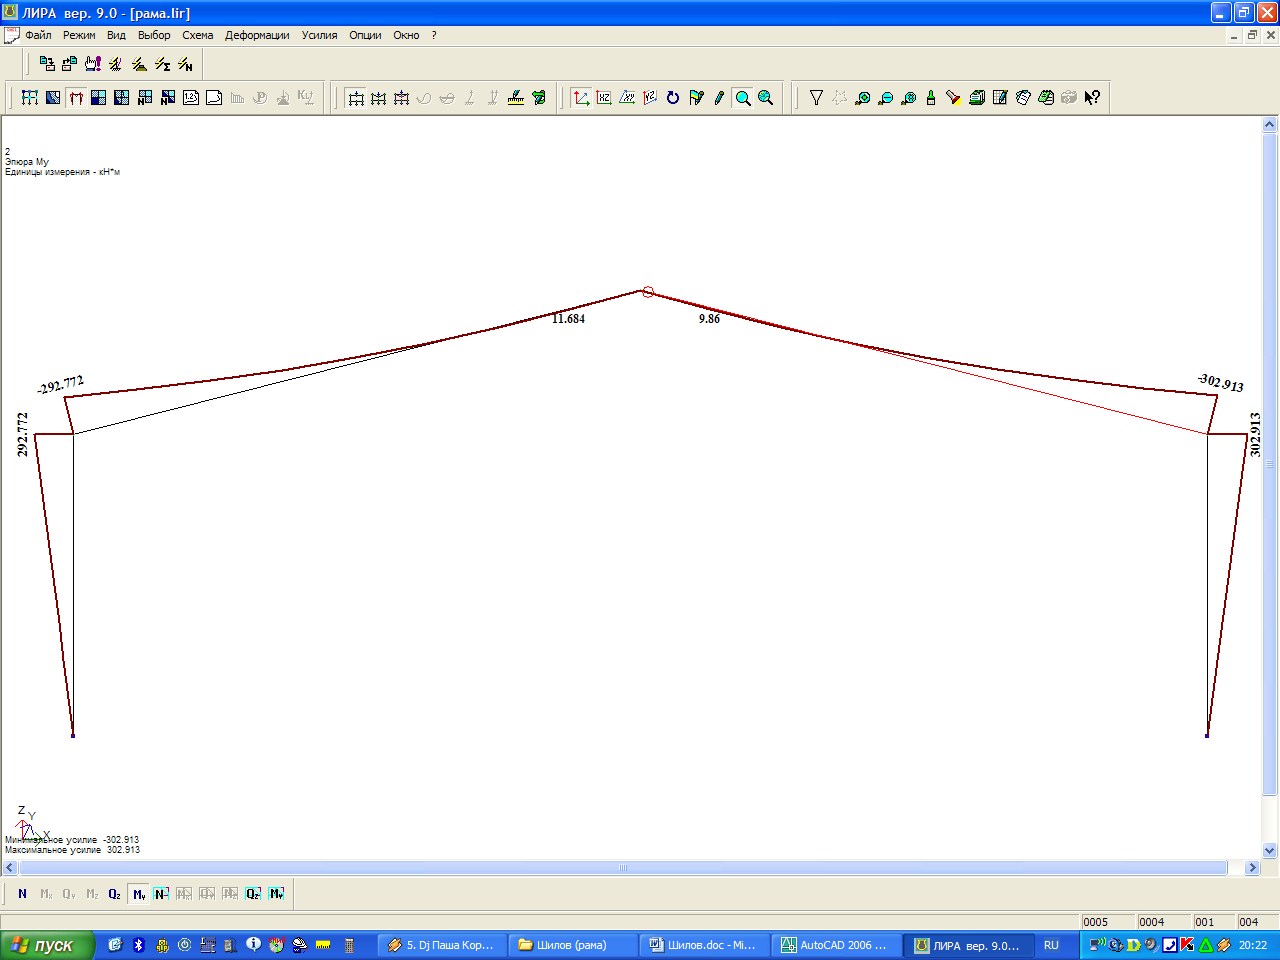 ЛИРА вер. 9.0 - [рама.lir]
Файл Режим Вид Выбор Схема Деформации Усилия Опции Окно ?
2
Эпюра My
Единицы измерения - кН*м
11.684
9.86
-292.772
-302.913
292.772
302.913
Z
Y
X
Минимальное усилие -302.913
Максимальное усилие 302.913
N Mx Qy Mz Qz My
0005 0004 001 004
пуск
5. Dj Паша Кор...
Шилов (рама)
Шилов.doc - Mi...
AutoCAD 2006 ...
ЛИРА вер. 9.0...
RU
20:22